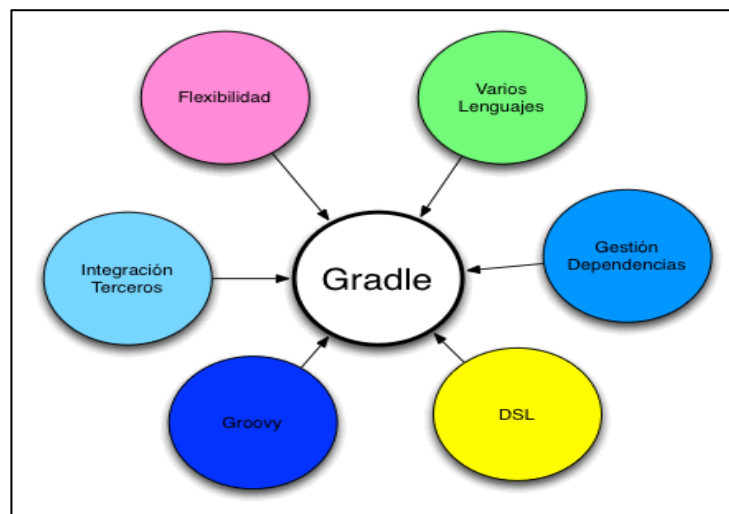 Flexibilidad
Varios
Lenguajes
Integración
Terceros
Gradle
Gestión
Dependencias
Groovy
DSL